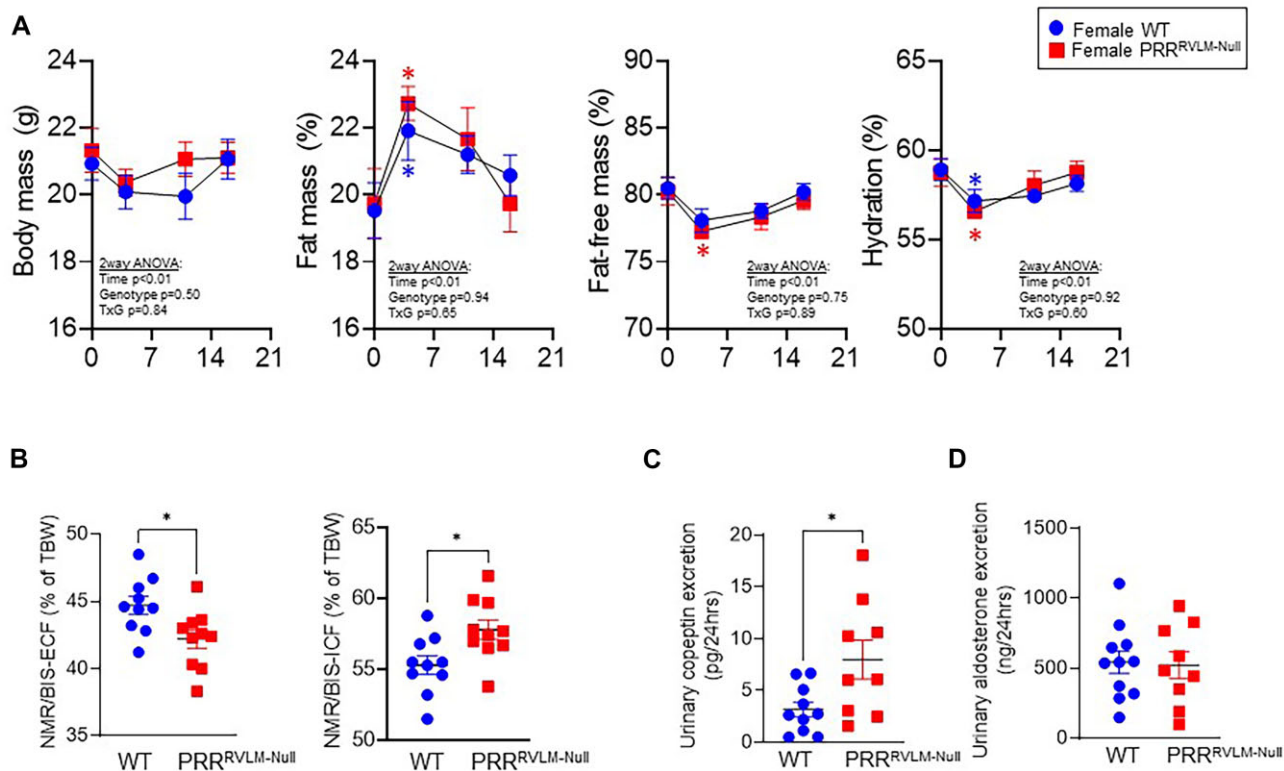 A
Female WT
Female PRR^RVLM-Null
Body mass (g)
24
22
20
18
16
0 7 14 21
2way ANOVA:
Time p<0.01
Genotype p=0.50
TxG p=0.84
Fat mass (%)
24
22
20
18
16
0 7 14 21
*
*
2way ANOVA:
Time p<0.01
Genotype p=0.94
TxG p=0.65
Fat-free mass (%)
90
85
80
75
70
0 7 14 21
*
2way ANOVA:
Time p<0.01
Genotype p=0.75
TxG p=0.89
Hydration (%)
65
60
55
50
0 7 14 21
*
*
2way ANOVA:
Time p<0.01
Genotype p=0.92
TxG p=0.60
B
NMR/BIS-ECF (% of TBW)
50
45
40
35
*
WT PRR^RVLM-Null
NMR/BIS-ICF (% of TBW)
65
60
55
50
*
WT PRR^RVLM-Null
C
Urinary copeptin excretion
(pg/24hrs)
20
15
10
5
0
*
WT PRR^RVLM-Null
D
Urinary aldosterone excretion
(ng/24hrs)
1500
1000
500
0
WT PRR^RVLM-Null